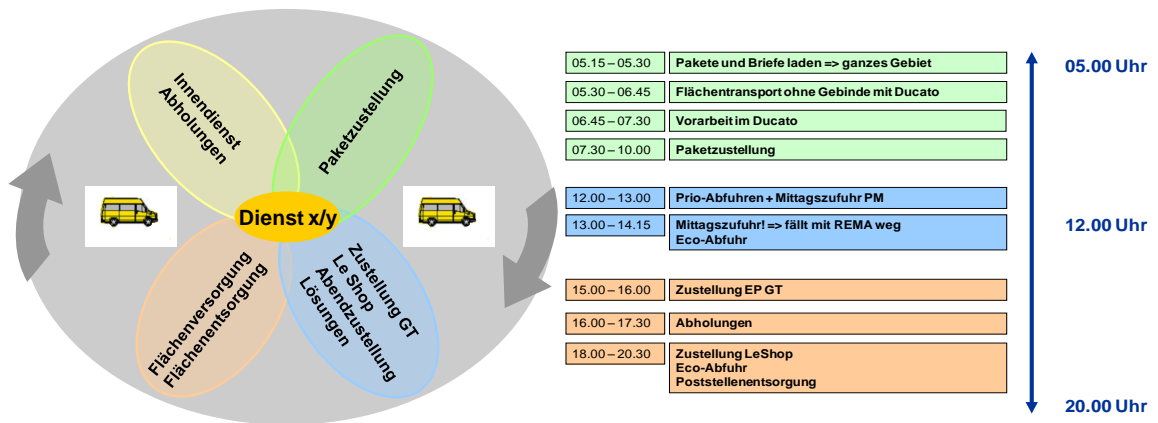 Innendienst
Abholungen
Paketzustellung
Dienst x/y
Flächenversorgung
Flächenentsorgung
Zustellung GT
Le Shop
Abendzustellung
Lösungen
05.15 – 05.30 Pakete und Briefe laden => ganzes Gebiet
05.30 – 06.45 Flächentransport ohne Gebinde mit Ducato
06.45 – 07.30 Vorarbeit im Ducato
07.30 – 10.00 Paketzustellung
12.00 – 13.00 Prio-Abfuhren + Mittagszufuhr PM
13.00 – 14.15 Mittagszufuhr! => fällt mit REMA weg
Eco-Abfuhr
15.00 – 16.00 Zustellung EP GT
16.00 – 17.30 Abholungen
18.00 – 20.30 Zustellung LeShop
Eco-Abfuhr
Poststellenentsorgung
05.00 Uhr
12.00 Uhr
20.00 Uhr